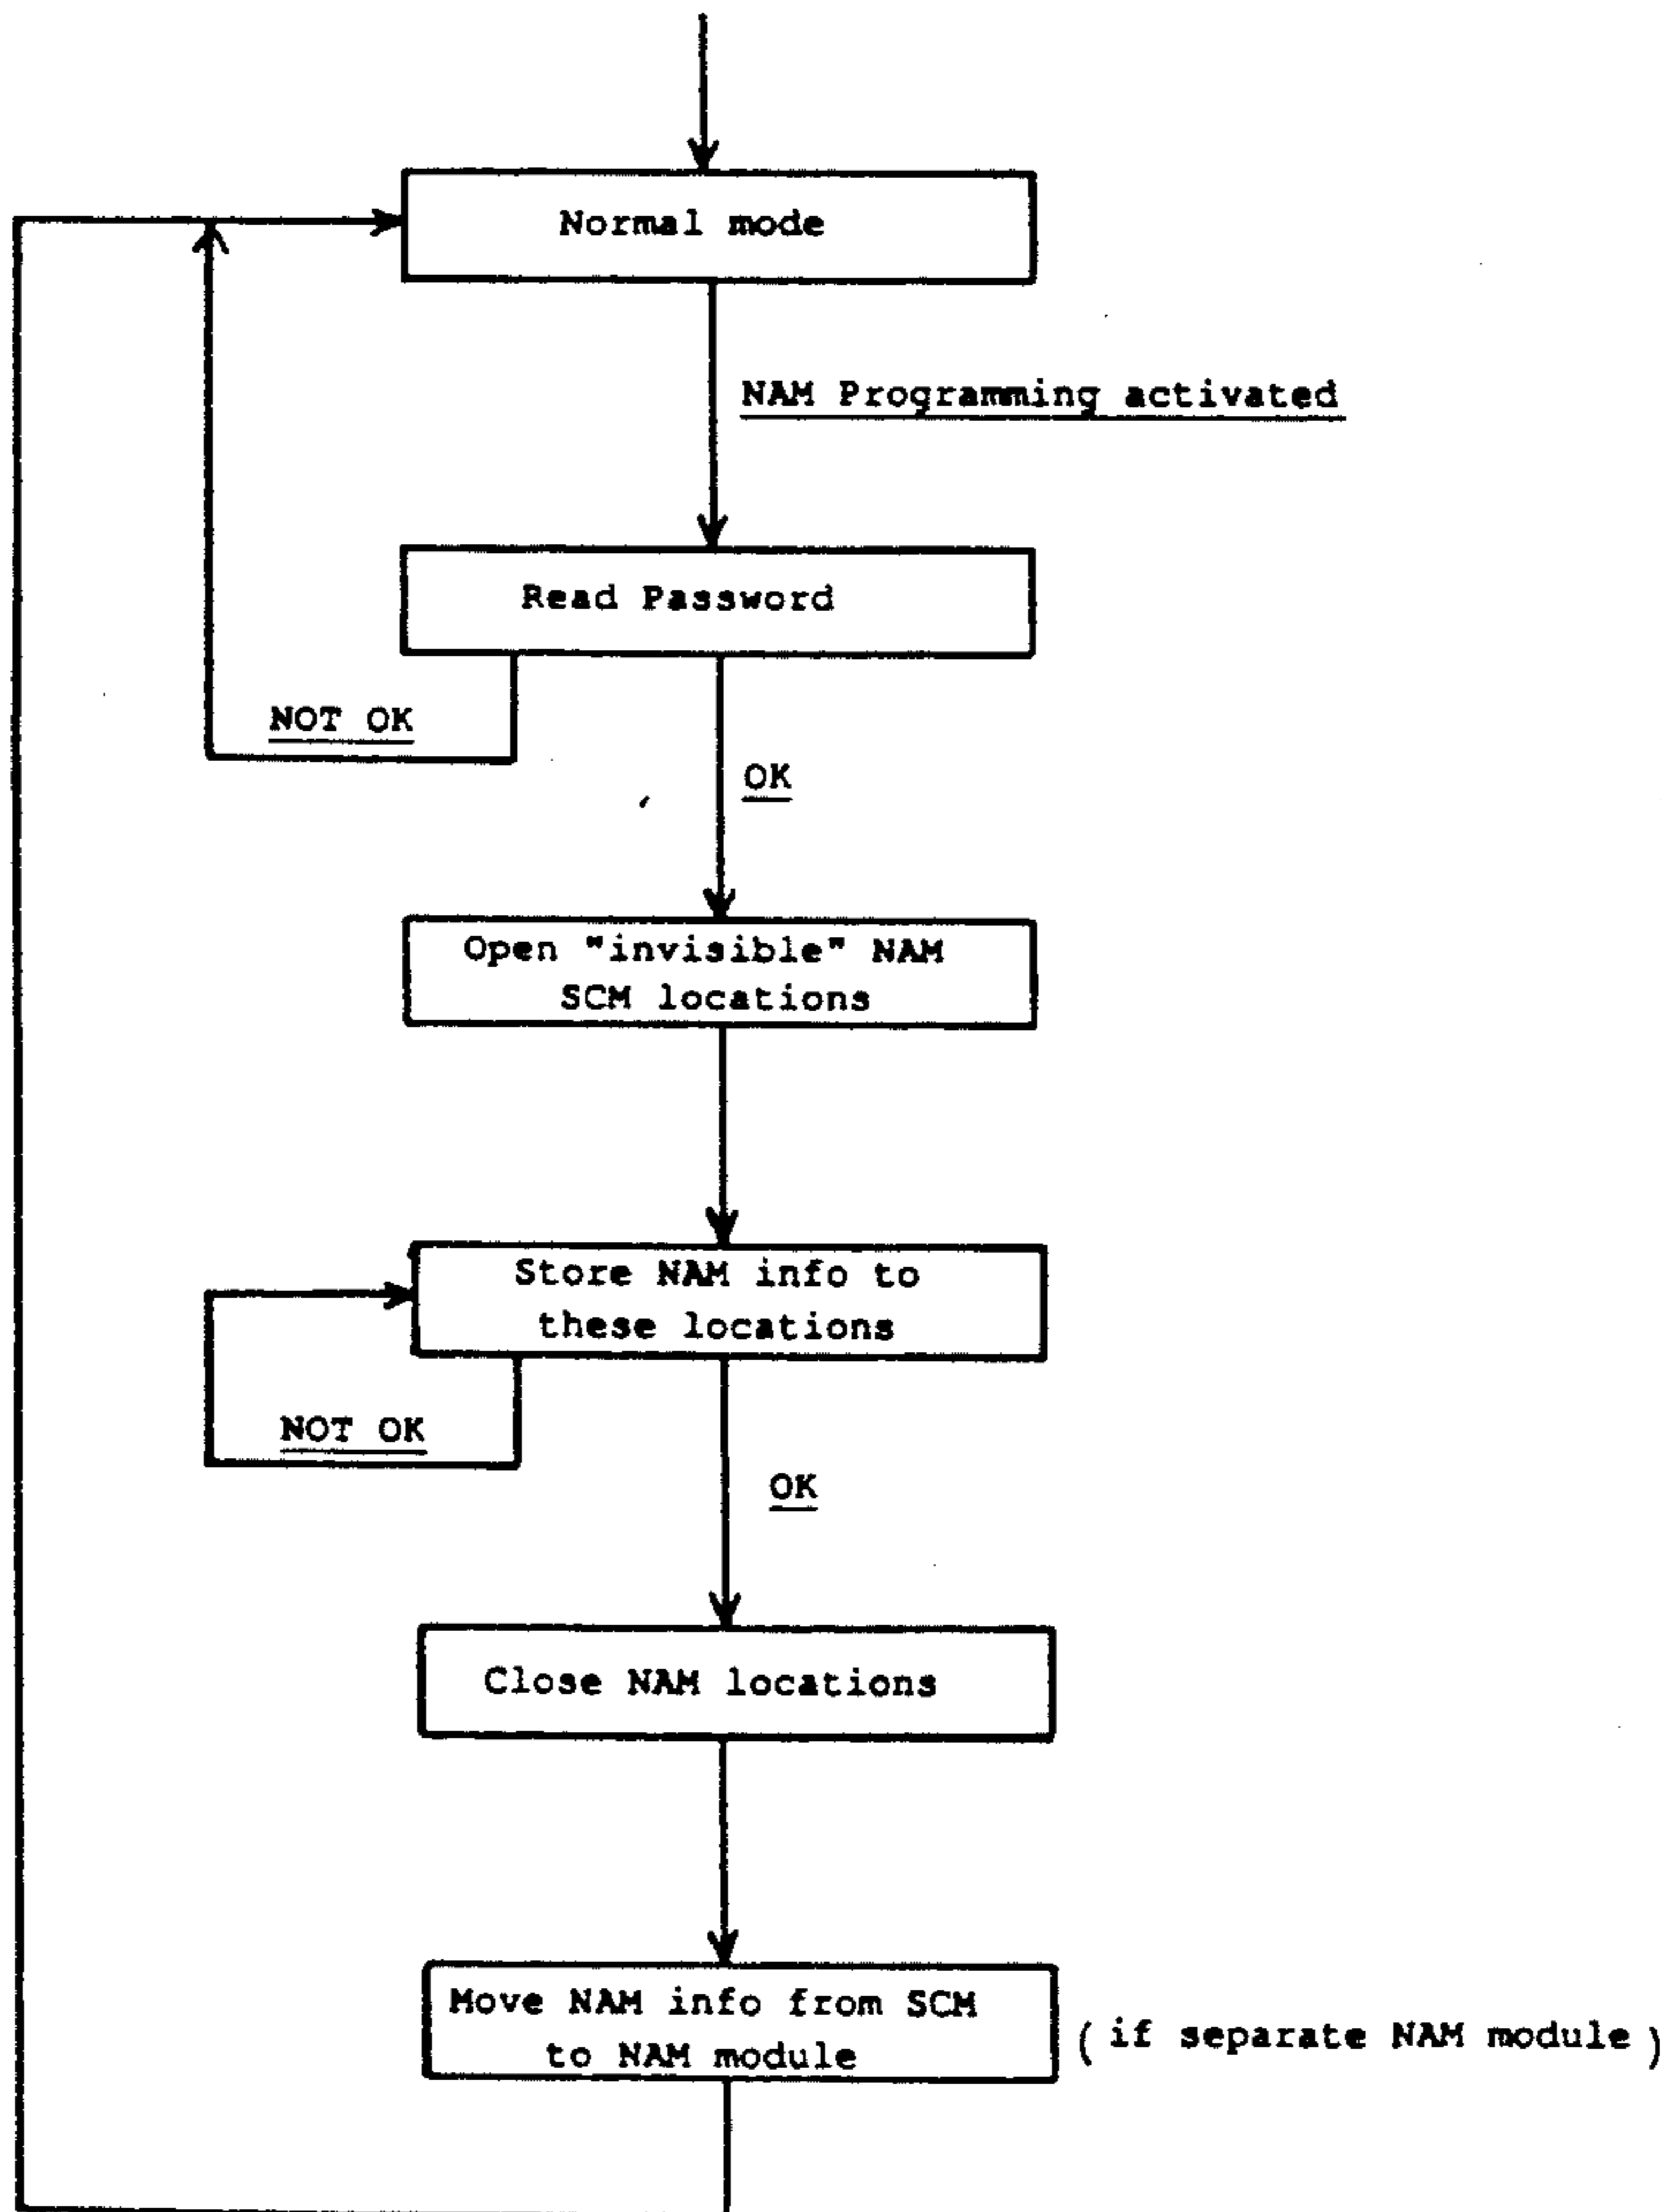 Normal mode
NAM Programming activated
Read Password
NOT OK
OK
Open "invisible" NAM
SCM locations
Store NAM info to
these locations
NOT OK
OK
Close NAM locations
Move NAM info from SCM
to NAM module
(if separate NAM module)